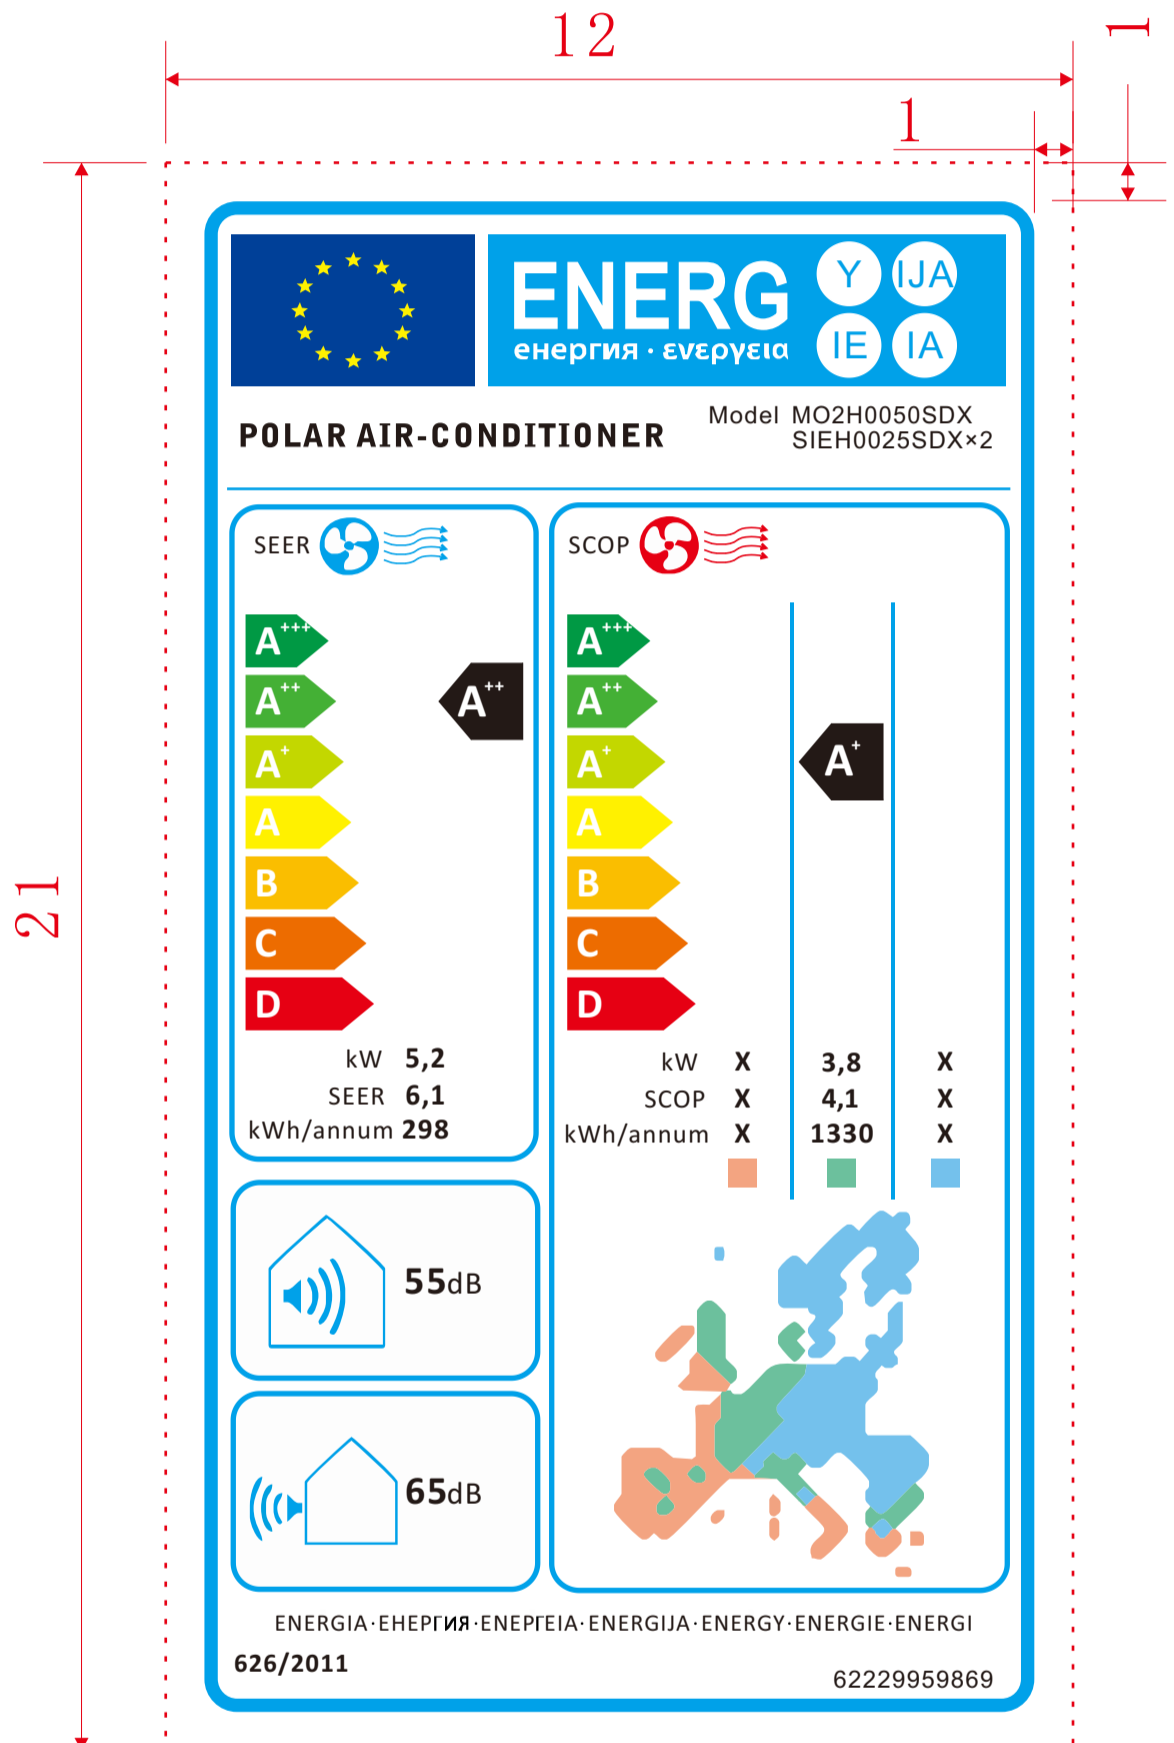 12
1
1
21
ENERG
енергия · ενεργεια
Y IJA
IE IA
POLAR AIR-CONDITIONER
Model MO2H0050SDX
SIEH0025SDX×2
SEER
A+++
A++
A+
A
B
C
D
A++
kW 5,2
SEER 6,1
kWh/annum 298
SCOP
A+++
A++
A+
A
B
C
D
A+
kW X 3,8 X
SCOP X 4,1 X
kWh/annum X 1330 X
55dB
65dB
ENERGIA·ЕНЕРГИЯ·ΕΝΕΡΓΕΙΑ·ENERGIJA·ENERGY·ENERGIE·ENERGI
626/2011
62229959869